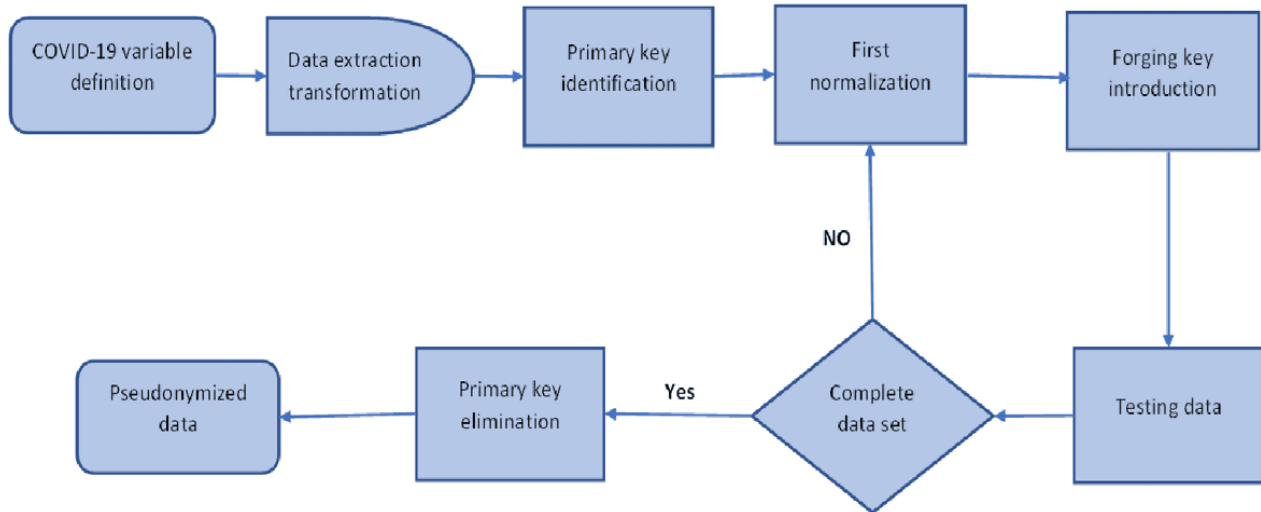 COVID-19 variable
definition
Data extraction
transformation
Primary key
identification
First
normalization
Forging key
introduction
NO
Testing data
Complete
data set
Yes
Primary key
elimination
Pseudonymized
data